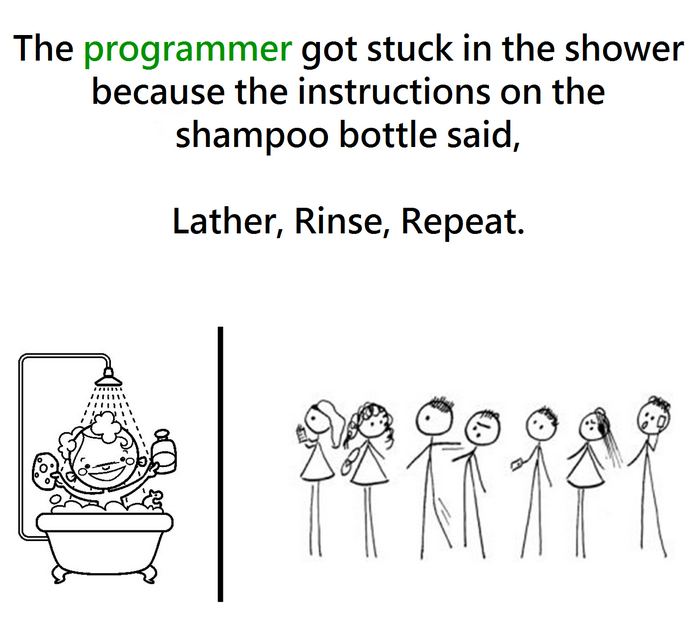 The programmer got stuck in the shower
because the instructions on the
shampoo bottle said,
Lather, Rinse, Repeat.